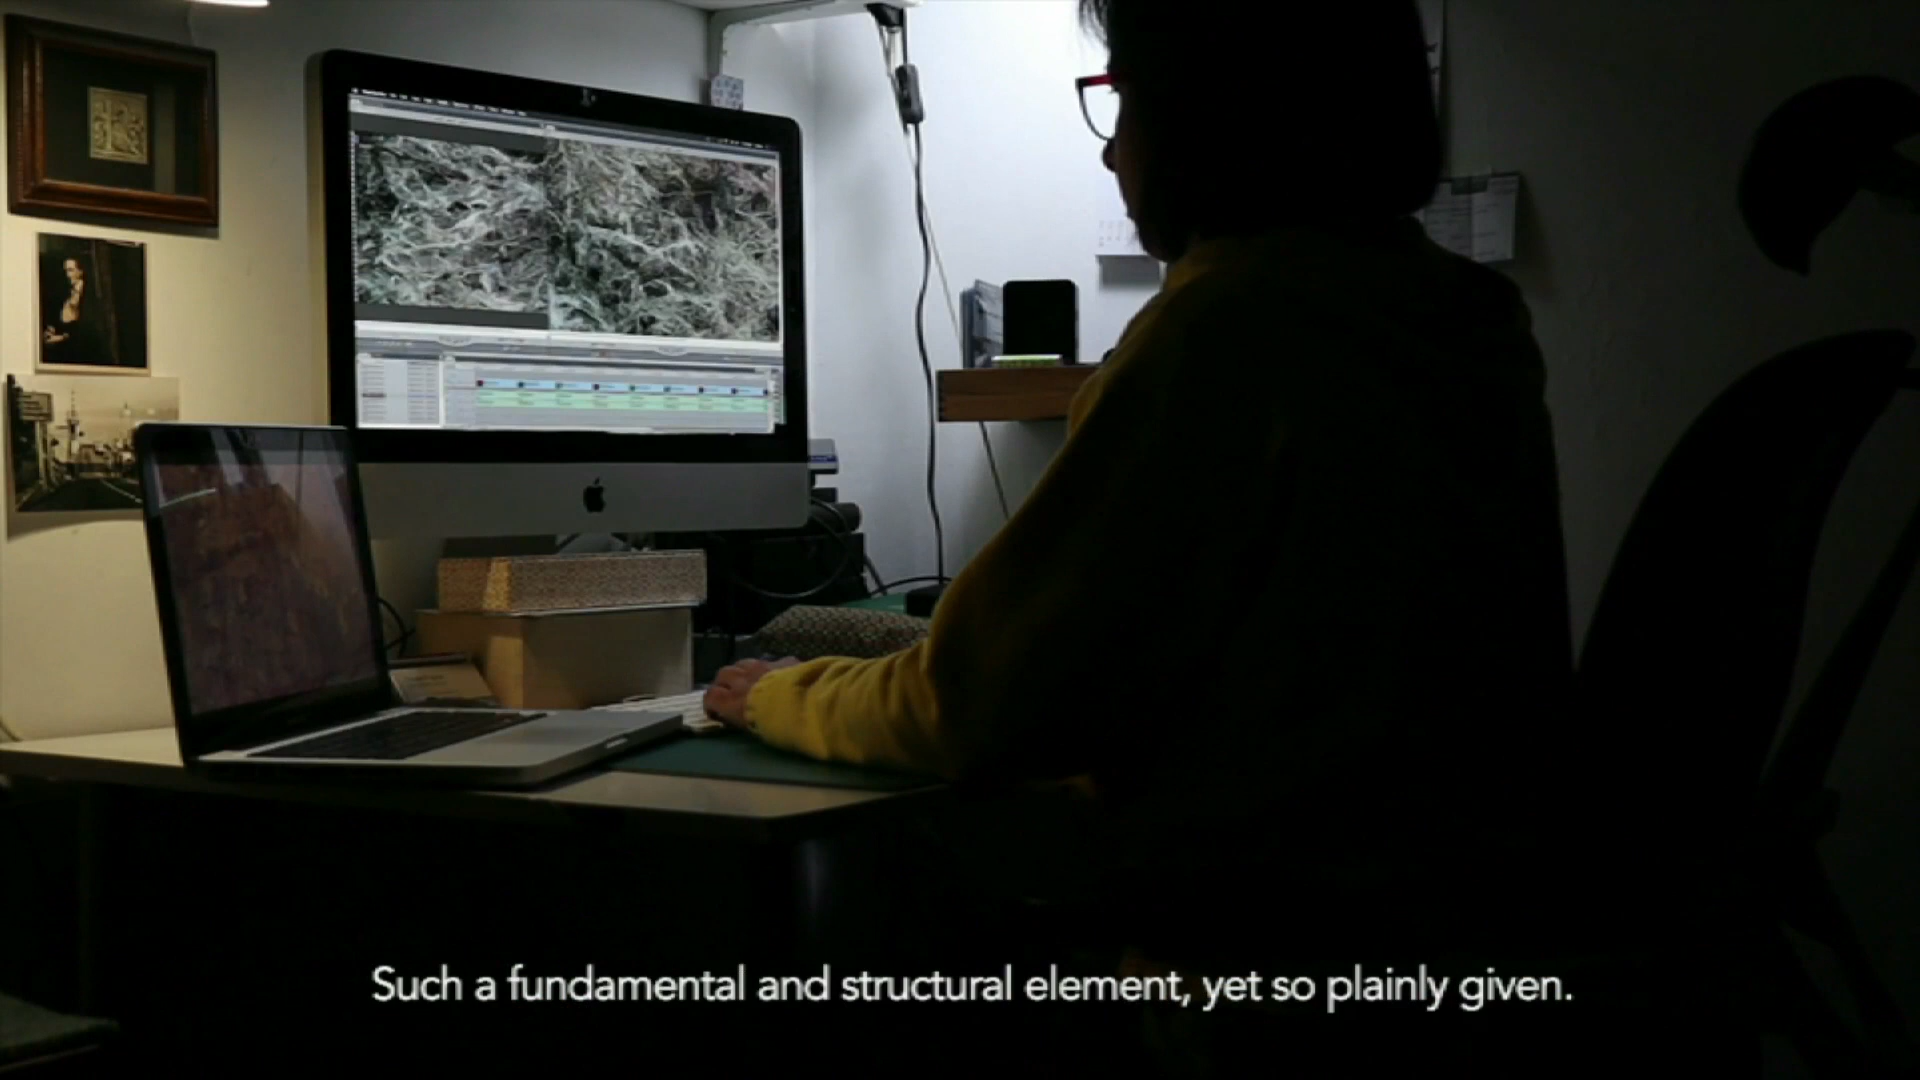 Such a fundamental and structural element, yet so plainly given.